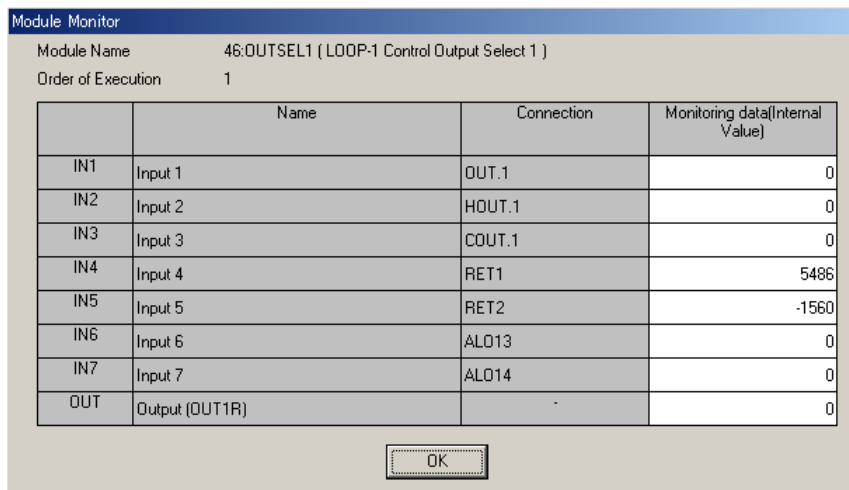 Module Monitor
Module Name 46:OUTSEL1 ( LOOP-1 Control Output Select 1 )
Order of Execution 1
Name Connection Monitoring data(Internal
Value)
IN1 Input 1 OUT.1 0
IN2 Input 2 HOUT.1 0
IN3 Input 3 COUT.1 0
IN4 Input 4 RET1 5486
IN5 Input 5 RET2 -1560
IN6 Input 6 ALO13 0
IN7 Input 7 ALO14 0
OUT Output (OUT1R) - 0
OK